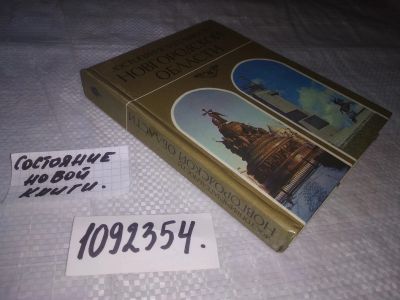 НОВГОРОДСКОЙ
ОБЛАСТИ
НОВГОРОДСКОЙ ОБЛАСТИ
СОСТОЯНИЕ
НОВОЙ
КНИГИ.
1092354.